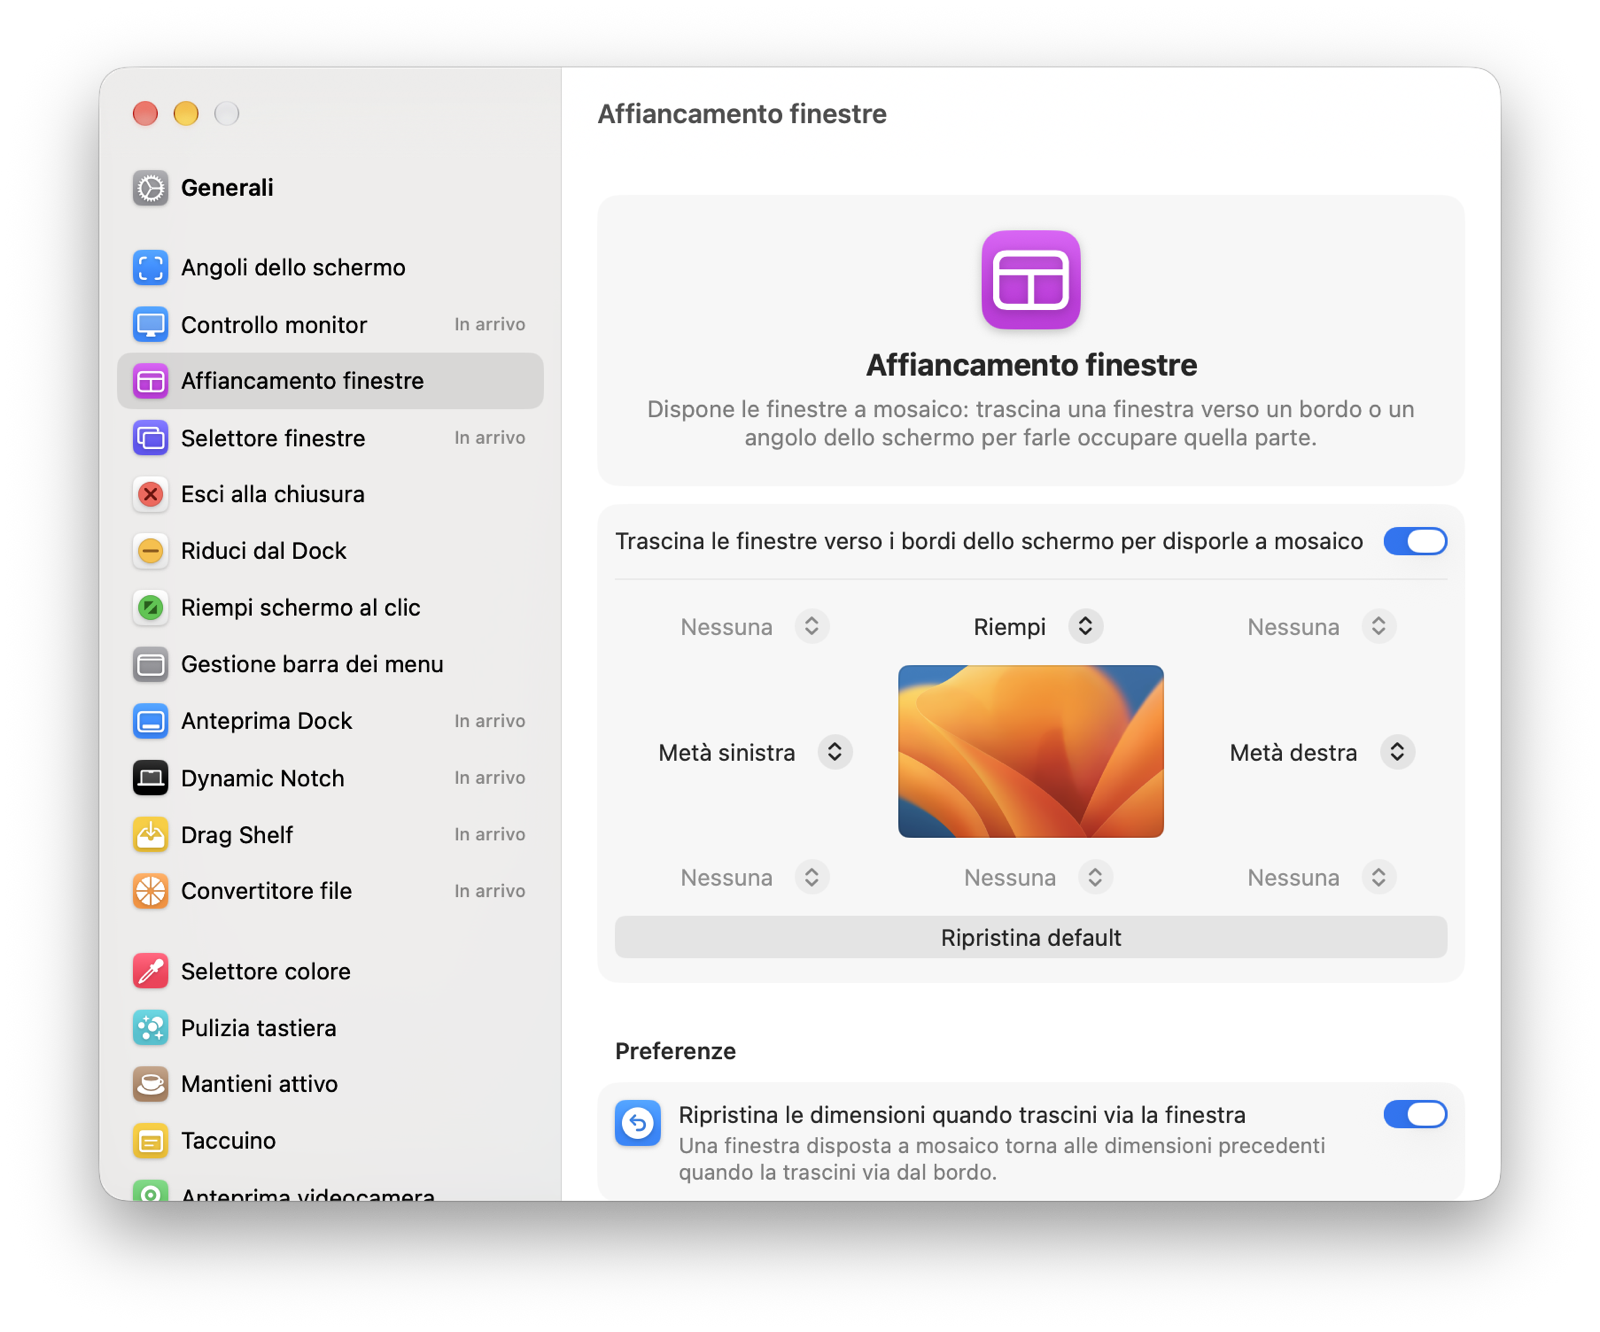 Affiancamento finestre
Generali
Angoli dello schermo
Controllo monitor In arrivo
Affiancamento finestre
Selettore finestre In arrivo
Esci alla chiusura
Riduci dal Dock
Riempi schermo al clic
Gestione barra dei menu
Anteprima Dock In arrivo
Dynamic Notch In arrivo
Drag Shelf In arrivo
Convertitore file In arrivo
Selettore colore
Pulizia tastiera
Mantieni attivo
Taccuino
Anteprima videocamera
Affiancamento finestre
Dispone le finestre a mosaico: trascina una finestra verso un bordo o un
angolo dello schermo per farle occupare quella parte.
Trascina le finestre verso i bordi dello schermo per disporle a mosaico
Nessuna Riempi Nessuna
Metà sinistra Metà destra
Nessuna Nessuna Nessuna
Ripristina default
Preferenze
Ripristina le dimensioni quando trascini via la finestra
Una finestra disposta a mosaico torna alle dimensioni precedenti
quando la trascini via dal bordo.